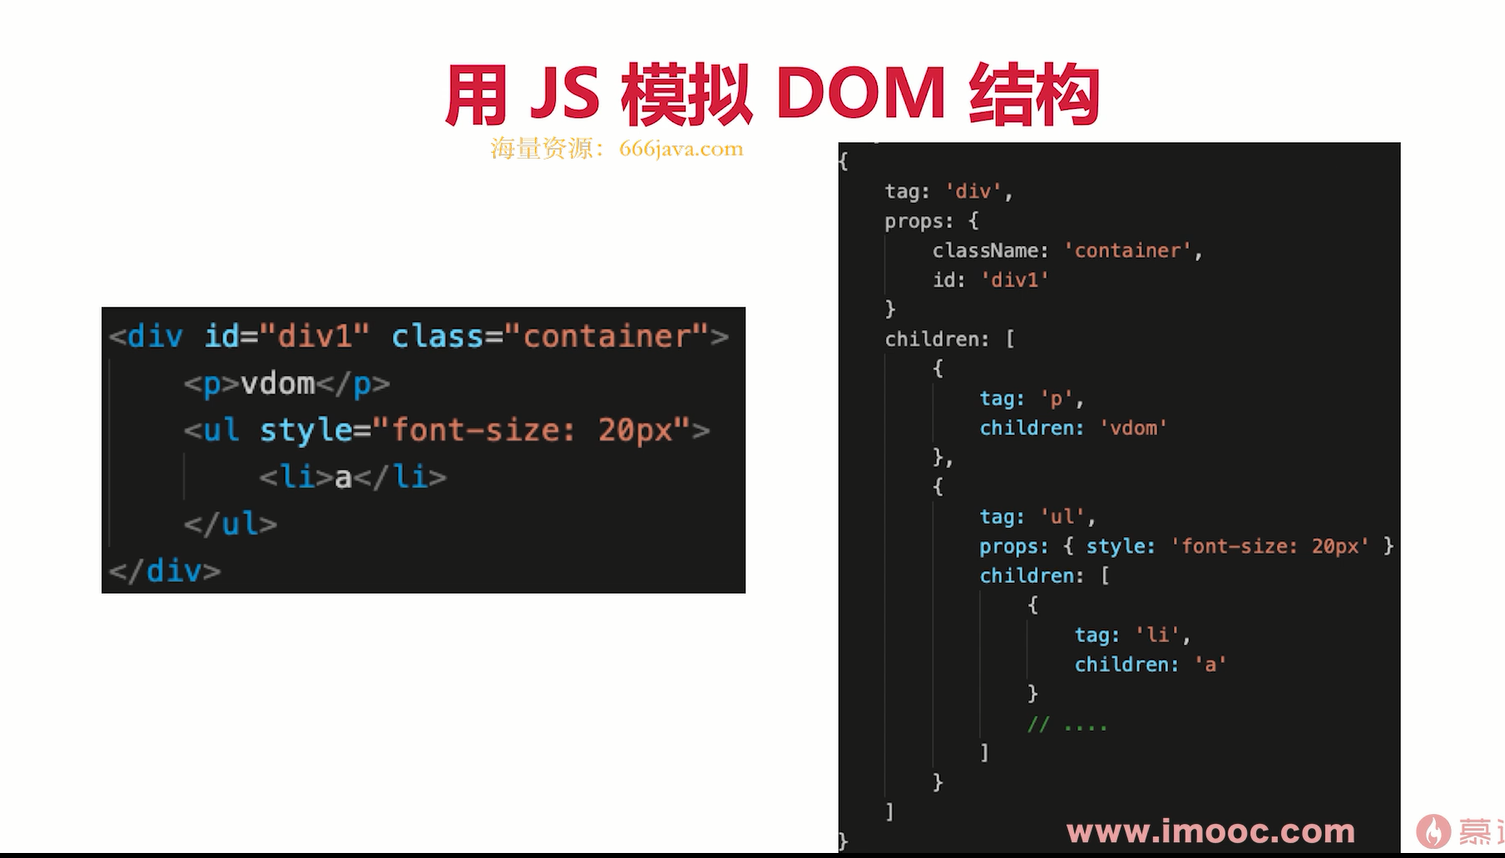 用 JS 模拟 DOM 结构
海量资源：666java.com
<div id="div1" class="container">
    <p>vdom</p>
    <ul style="font-size: 20px">
        <li>a</li>
    </ul>
</div>
{
    tag: 'div',
    props: {
        className: 'container',
        id: 'div1'
    }
    children: [
        {
            tag: 'p',
            children: 'vdom'
        },
        {
            tag: 'ul',
            props: { style: 'font-size: 20px' }
            children: [
                {
                    tag: 'li',
                    children: 'a'
                }
                // ....
            ]
        }
    ]
}
www.imooc.com
慕